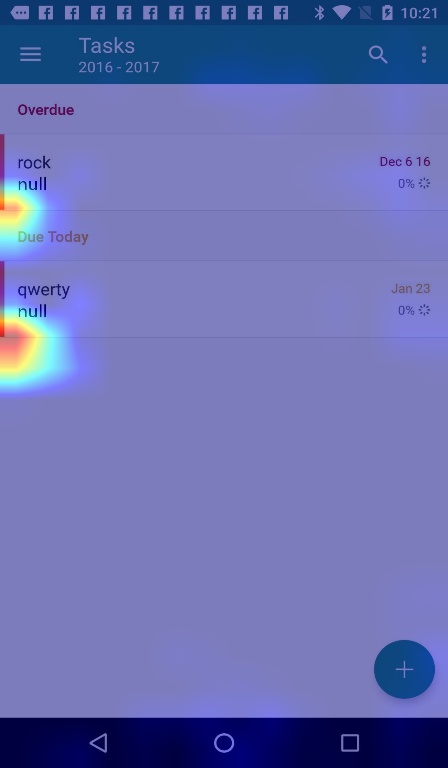 10:21
Tasks
2016 - 2017
Overdue
rock
Dec 6 16
null
0%
Due Today
qwerty
Jan 23
null
0%